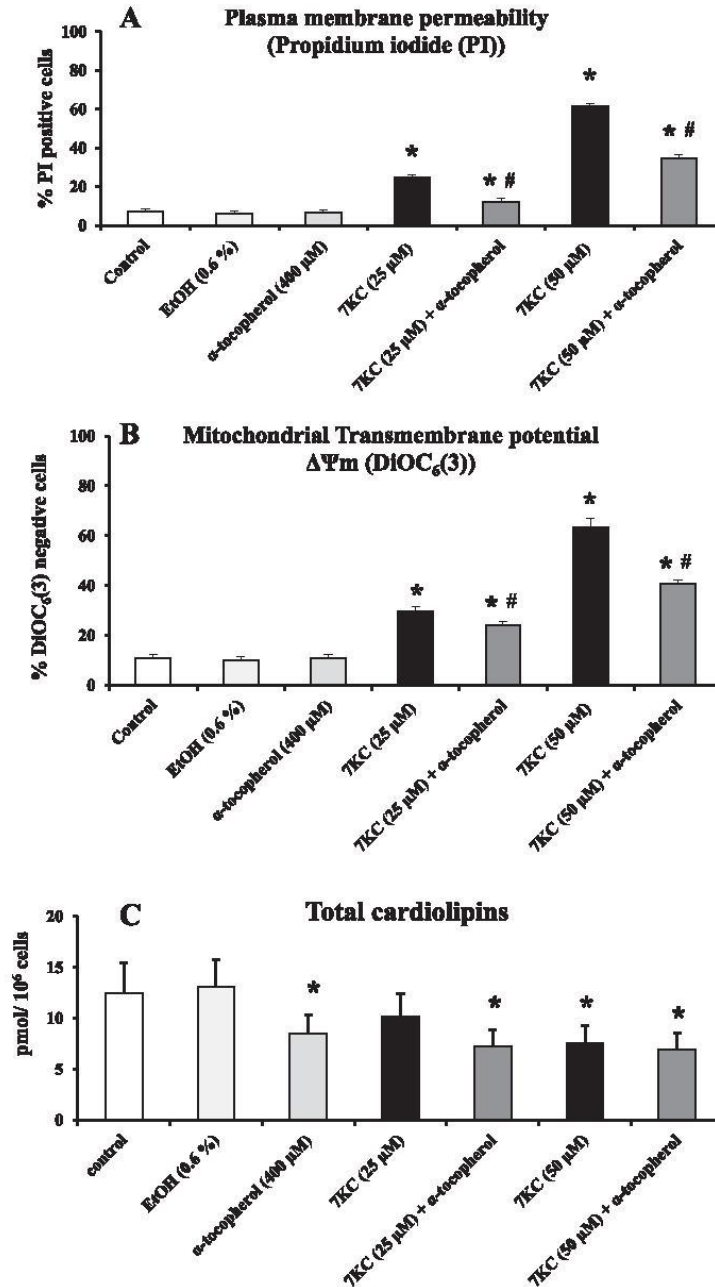 A
Plasma membrane permeability
(Propidium iodide (PI))
% PI positive cells
100
80
60
40
20
0
*
* #
*
* #
Control
EtOH (0.6 %)
α-tocopherol (400 µM)
7KC (25 µM)
7KC (25 µM) + α-tocopherol
7KC (50 µM)
7KC (50 µM) + α-tocopherol
B
Mitochondrial Transmembrane potential
ΔΨm (DiOC₆(3))
% DiOC₆(3) negative cells
100
80
60
40
20
0
*
* #
*
* #
Control
EtOH (0.6 %)
α-tocopherol (400 µM)
7KC (25 µM)
7KC (25 µM) + α-tocopherol
7KC (50 µM)
7KC (50 µM) + α-tocopherol
C
Total cardiolipins
pmol/ 10⁶ cells
20
15
10
5
0
*
*
*
*
control
EtOH (0.6 %)
α-tocopherol (400 µM)
7KC (25 µM)
7KC (25 µM) + α-tocopherol
7KC (50 µM)
7KC (50 µM) + α-tocopherol